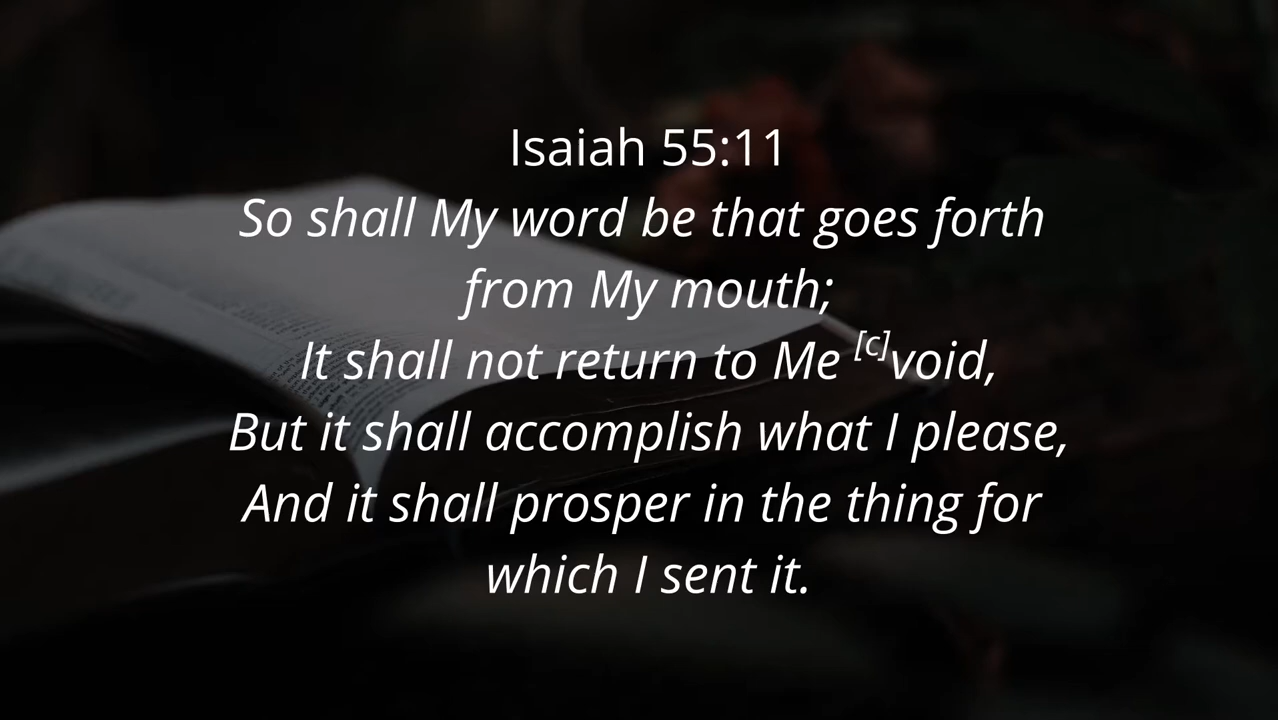 Isaiah 55:11
So shall My word be that goes forth
from My mouth;
It shall not return to Me [c]void,
But it shall accomplish what I please,
And it shall prosper in the thing for
which I sent it.